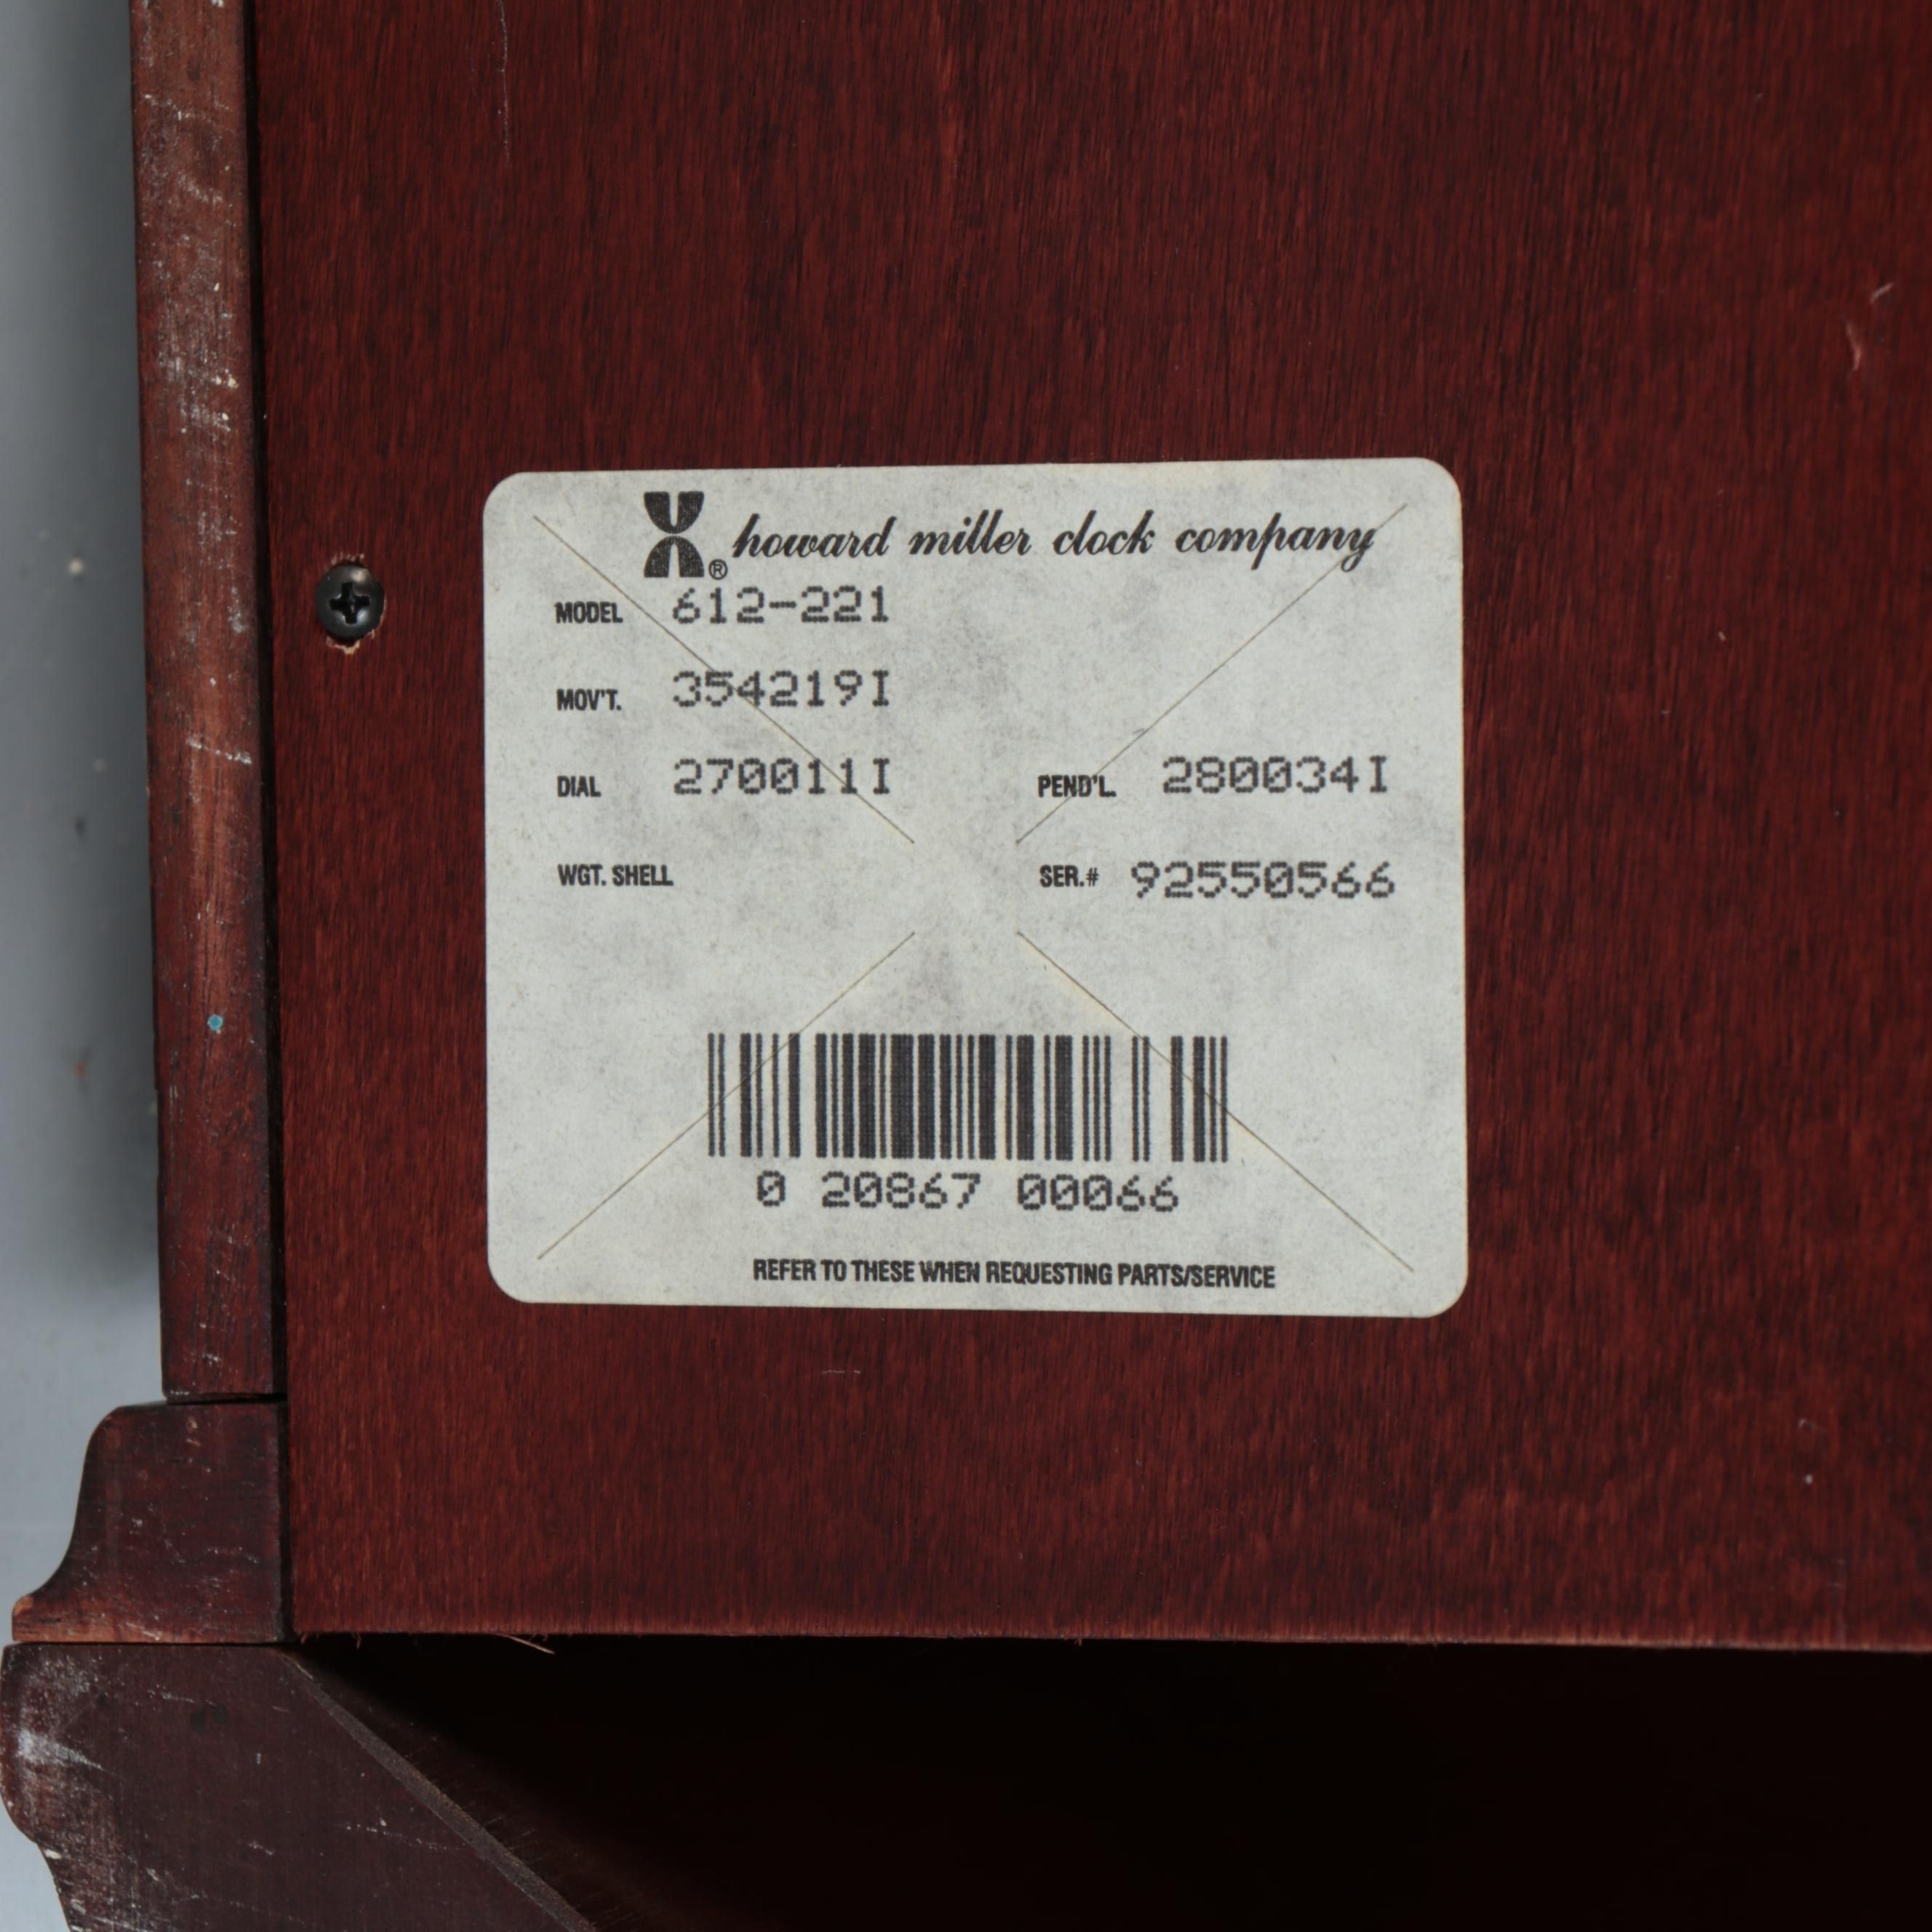 ® howard miller clock company
MODEL 612-221
MOV'T. 354219I
DIAL 270011I PEND'L. 280034I
WGT. SHELL SER.# 92550566
0 20867 00066
REFER TO THESE WHEN REQUESTING PARTS/SERVICE